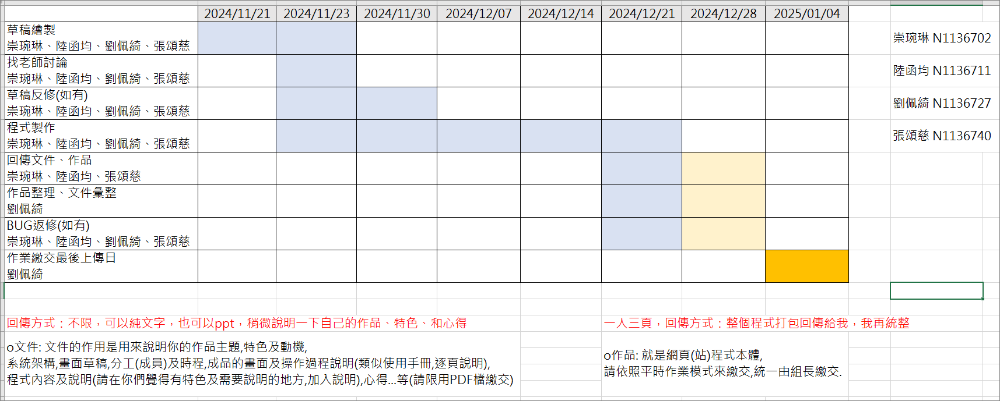 2024/11/21 2024/11/23 2024/11/30 2024/12/07 2024/12/14 2024/12/21 2024/12/28 2025/01/04
草稿繪製
崇琬琳、陸函均、劉佩綺、張頌慈
崇琬琳 N1136702
找老師討論
崇琬琳、陸函均、劉佩綺、張頌慈
陸函均 N1136711
草稿反修(如有)
崇琬琳、陸函均、劉佩綺、張頌慈
劉佩綺 N1136727
程式製作
崇琬琳、陸函均、劉佩綺、張頌慈
張頌慈 N1136740
回傳文件、作品
崇琬琳、陸函均、張頌慈
作品整理、文件彙整
劉佩綺
BUG返修(如有)
崇琬琳、陸函均、劉佩綺、張頌慈
作業繳交最後上傳日
劉佩綺
回傳方式：不限，可以純文字，也可以ppt，稍微說明一下自己的作品、特色、和心得
一人三頁，回傳方式：整個程式打包回傳給我，我再統整
o文件: 文件的作用是用來說明你的作品主題,特色及動機,
系統架構,畫面草稿,分工(成員)及時程,成品的畫面及操作過程說明(類似使用手冊,逐頁說明),
程式內容及說明(請在你們覺得有特色及需要說明的地方,加入說明),心得...等(請限用PDF檔繳交)
o作品: 就是網頁(站)程式本體,
請依照平時作業模式來繳交,統一由組長繳交.